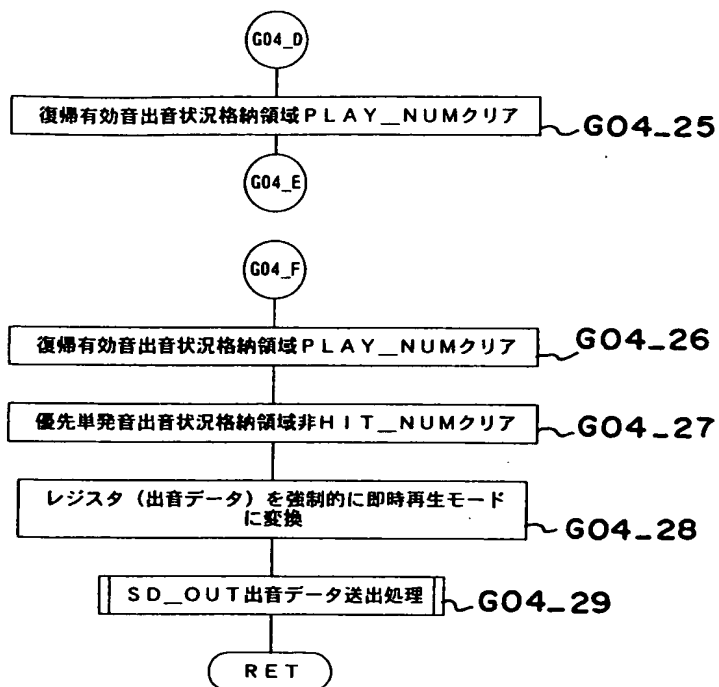 G04_D
復帰有効音出音状況格納領域PLAY__NUMクリア
G04_25
G04_E
G04_F
復帰有効音出音状況格納領域PLAY__NUMクリア
G04_26
優先単発音出音状況格納領域非HIT__NUMクリア
G04_27
レジスタ(出音データ)を強制的に即時再生モード
に変換
G04_28
SD__OUT出音データ送出処理
G04_29
RET